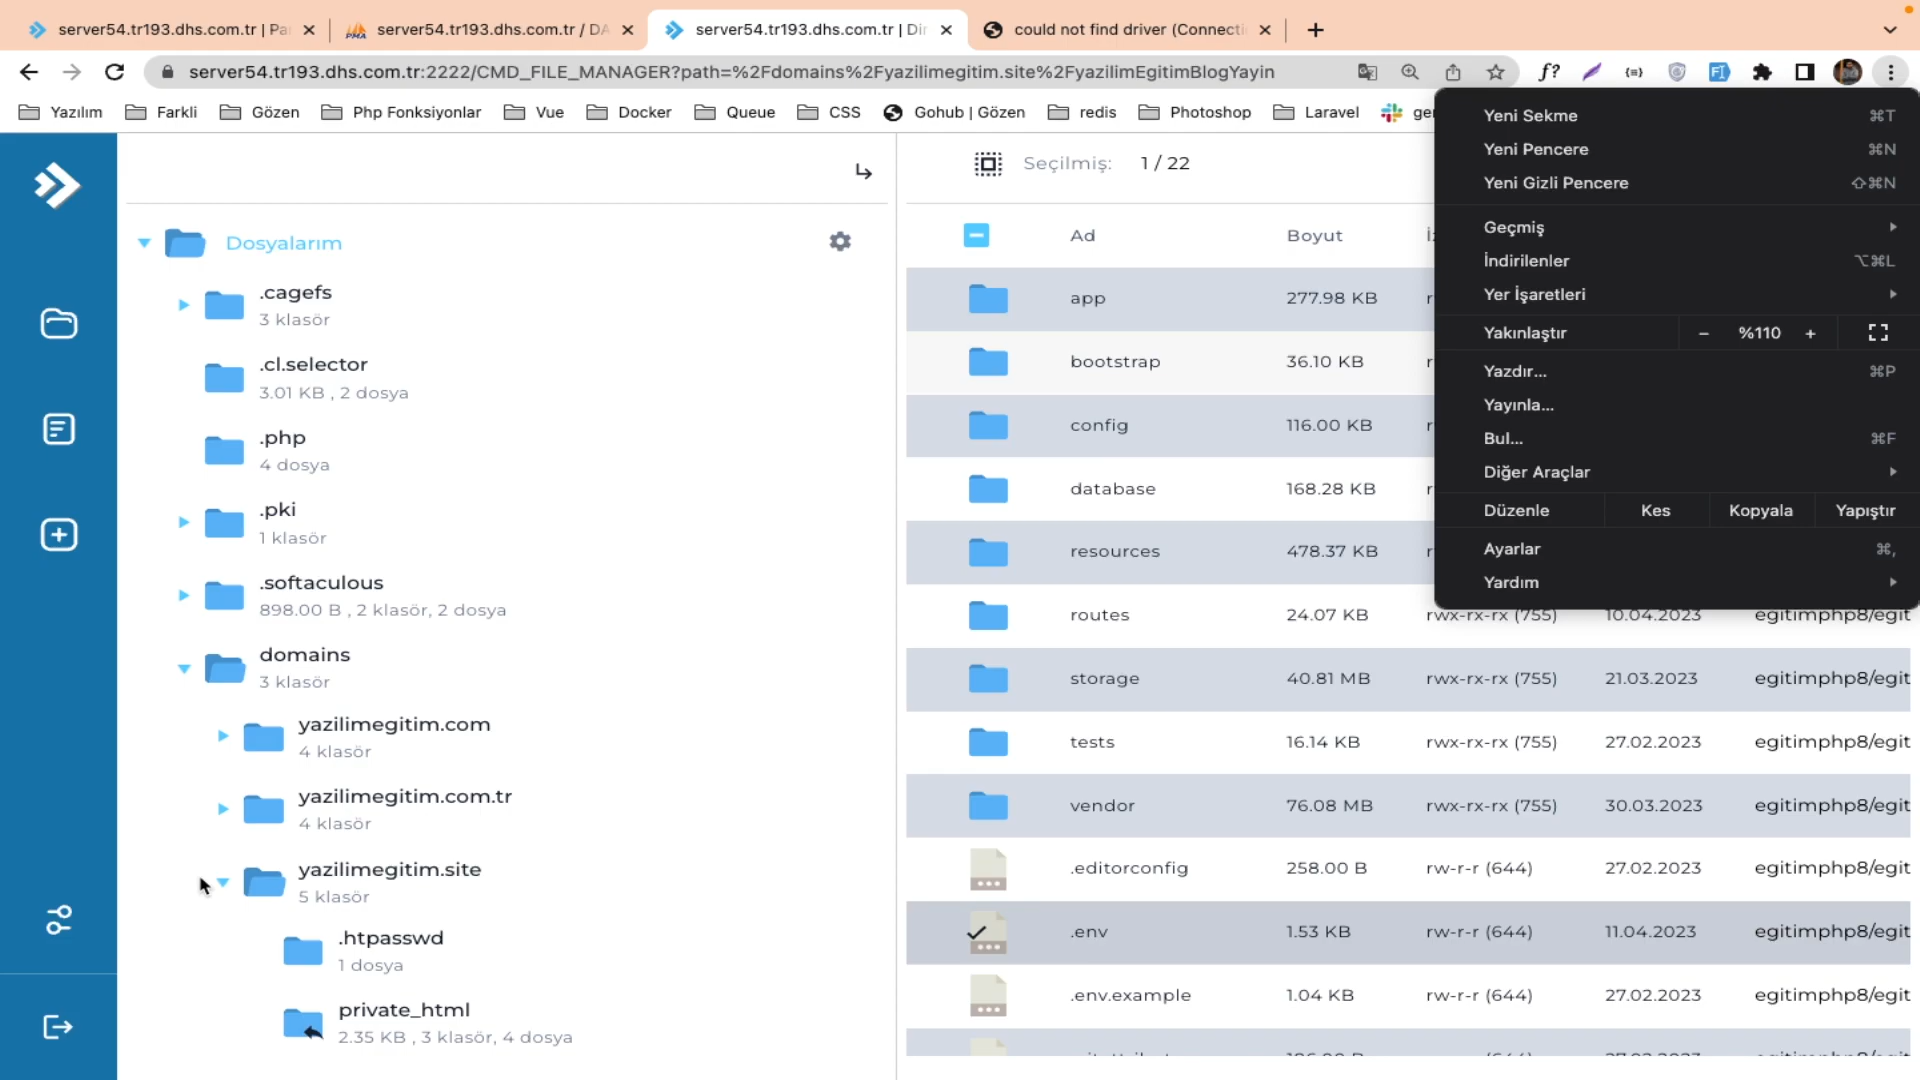 server54.tr193.dhs.com.tr | Pa
server54.tr193.dhs.com.tr / DA
server54.tr193.dhs.com.tr | Dir
could not find driver (Connecti
server54.tr193.dhs.com.tr:2222/CMD_FILE_MANAGER?path=%2Fdomains%2Fyazilimegitim.site%2FyazilimEgitimBlogYayin
Yazılım Farkli Gözen Php Fonksiyonlar Vue Docker Queue CSS Gohub | Gözen redis Photoshop Laravel ger
Dosyalarım
.cagefs
3 klasör
.cl.selector
3.01 KB , 2 dosya
.php
4 dosya
.pki
1 klasör
.softaculous
898.00 B , 2 klasör, 2 dosya
domains
3 klasör
yazilimegitim.com
4 klasör
yazilimegitim.com.tr
4 klasör
yazilimegitim.site
5 klasör
.htpasswd
1 dosya
private_html
2.35 KB , 3 klasör, 4 dosya
Seçilmiş: 1 / 22
Ad Boyut
app 277.98 KB r
bootstrap 36.10 KB r
config 116.00 KB r
database 168.28 KB r
resources 478.37 KB r
routes 24.07 KB rwx-rx-rx (755) 10.04.2023 egitimphp8/egit
storage 40.81 MB rwx-rx-rx (755) 21.03.2023 egitimphp8/egit
tests 16.14 KB rwx-rx-rx (755) 27.02.2023 egitimphp8/egit
vendor 76.08 MB rwx-rx-rx (755) 30.03.2023 egitimphp8/egit
.editorconfig 258.00 B rw-r-r (644) 27.02.2023 egitimphp8/egit
.env 1.53 KB rw-r-r (644) 11.04.2023 egitimphp8/egit
.env.example 1.04 KB rw-r-r (644) 27.02.2023 egitimphp8/egit
Yeni Sekme ⌘T
Yeni Pencere ⌘N
Yeni Gizli Pencere ⇧⌘N
Geçmiş
İndirilenler ⌥⌘L
Yer İşaretleri
Yakınlaştır − %110 +
Yazdır... ⌘P
Yayınla...
Bul... ⌘F
Diğer Araçlar
Düzenle Kes Kopyala Yapıştır
Ayarlar ⌘,
Yardım